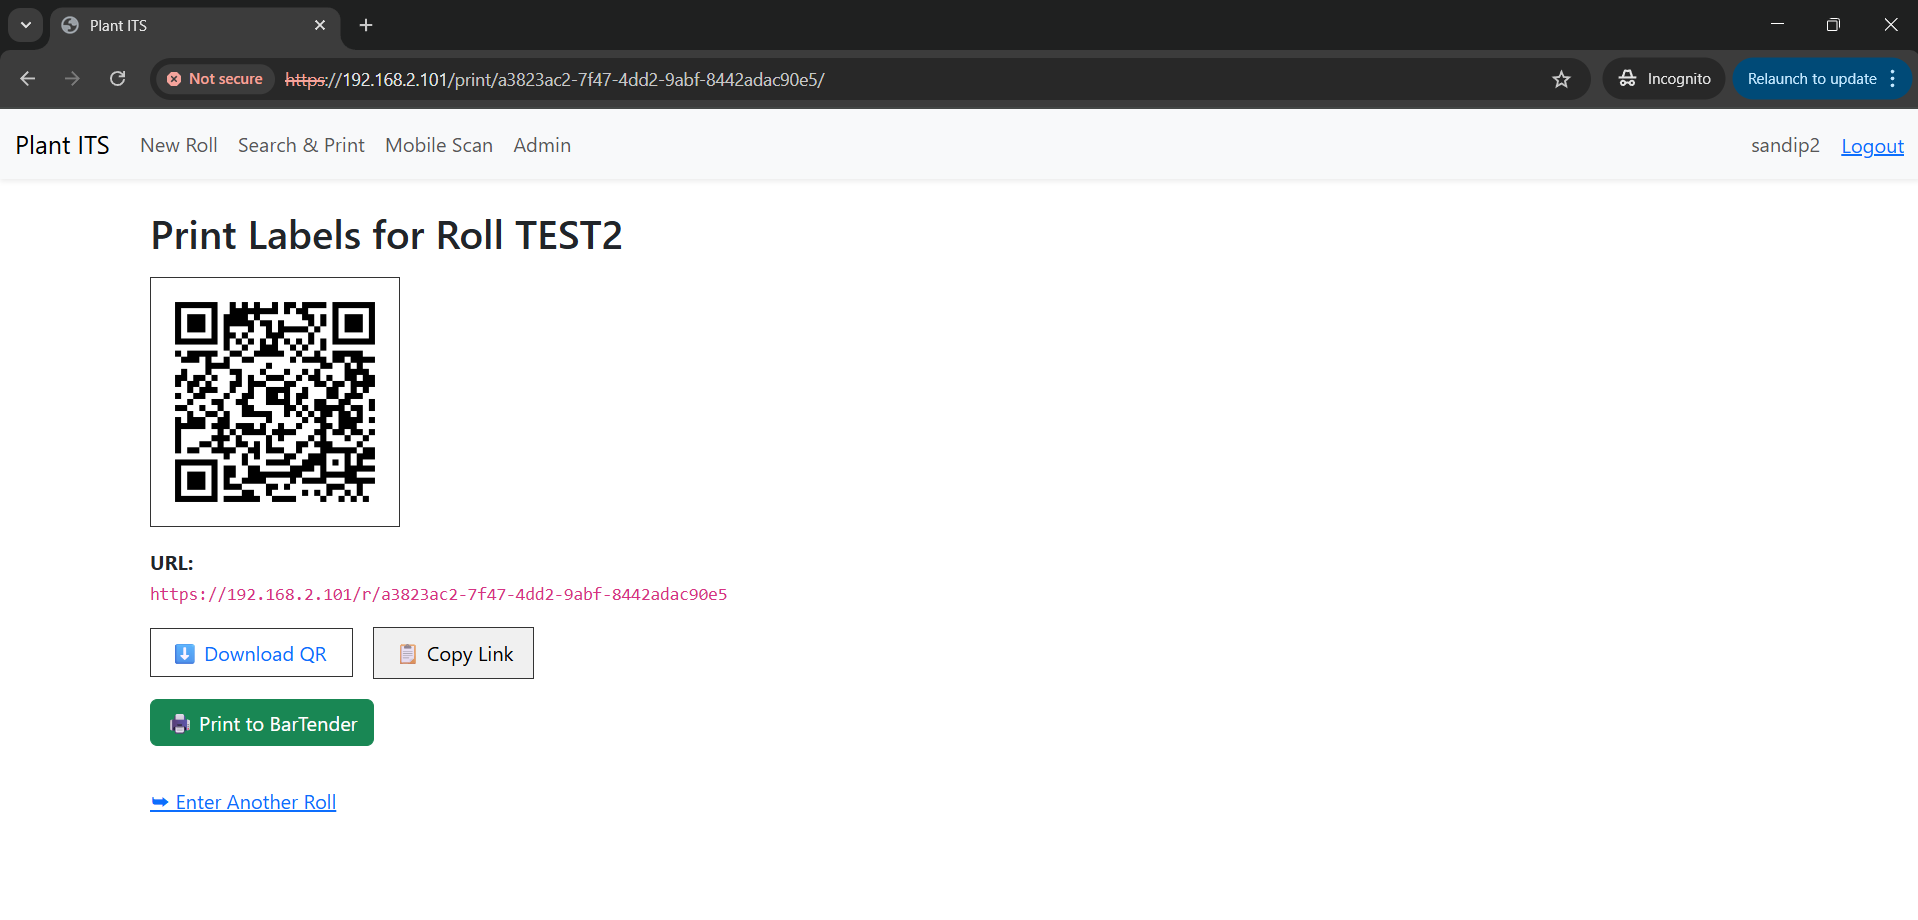 Plant ITS
Not secure
https://192.168.2.101/print/a3823ac2-7f47-4dd2-9abf-8442adac90e5/
Incognito
Relaunch to update
Plant ITS New Roll Search & Print Mobile Scan Admin sandip2 Logout
Print Labels for Roll TEST2
URL:
https://192.168.2.101/r/a3823ac2-7f47-4dd2-9abf-8442adac90e5
Download QR
Copy Link
Print to BarTender
Enter Another Roll